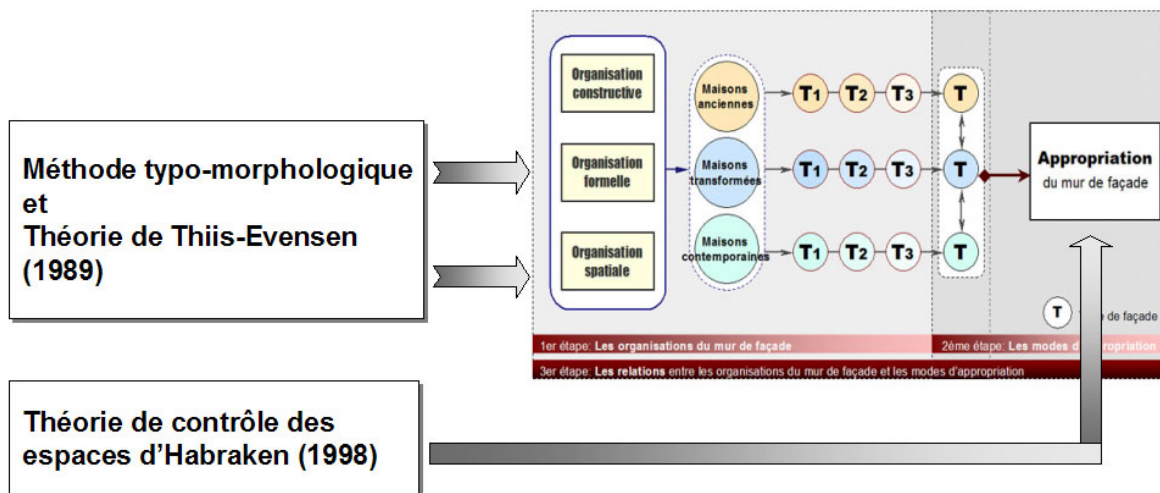 Méthode typo-morphologique
et
Théorie de Thiis-Evensen
(1989)
Théorie de contrôle des
espaces d'Habraken (1998)
Organisation
constructive
Organisation
formelle
Organisation
spatiale
Maisons
anciennes
T1 T2 T3 T
Maisons
transformées
T1 T2 T3 T
Maisons
contemporaines
T1 T2 T3 T
Appropriation
du mur de façade
T de façade
1er étape: Les organisations du mur de façade
2ème étape: Les modes
3er étape: Les relations entre les organisations du mur de façade et les modes d'appropriation